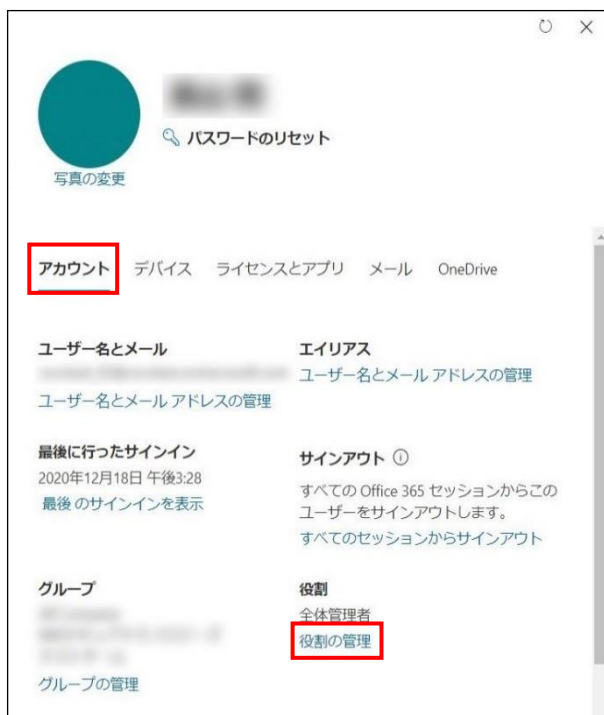 パスワードのリセット
写真の変更
アカウント デバイス ライセンスとアプリ メール OneDrive
ユーザー名とメール
ユーザー名とメール アドレスの管理
エイリアス
ユーザー名とメール アドレスの管理
最後に行ったサインイン
2020年12月18日 午後3:28
最後 のサインインを表示
サインアウト
すべての Office 365 セッションからこの
ユーザーをサインアウトします。
すべてのセッションからサインアウト
グループ
グループの管理
役割
全体管理者
役割の管理